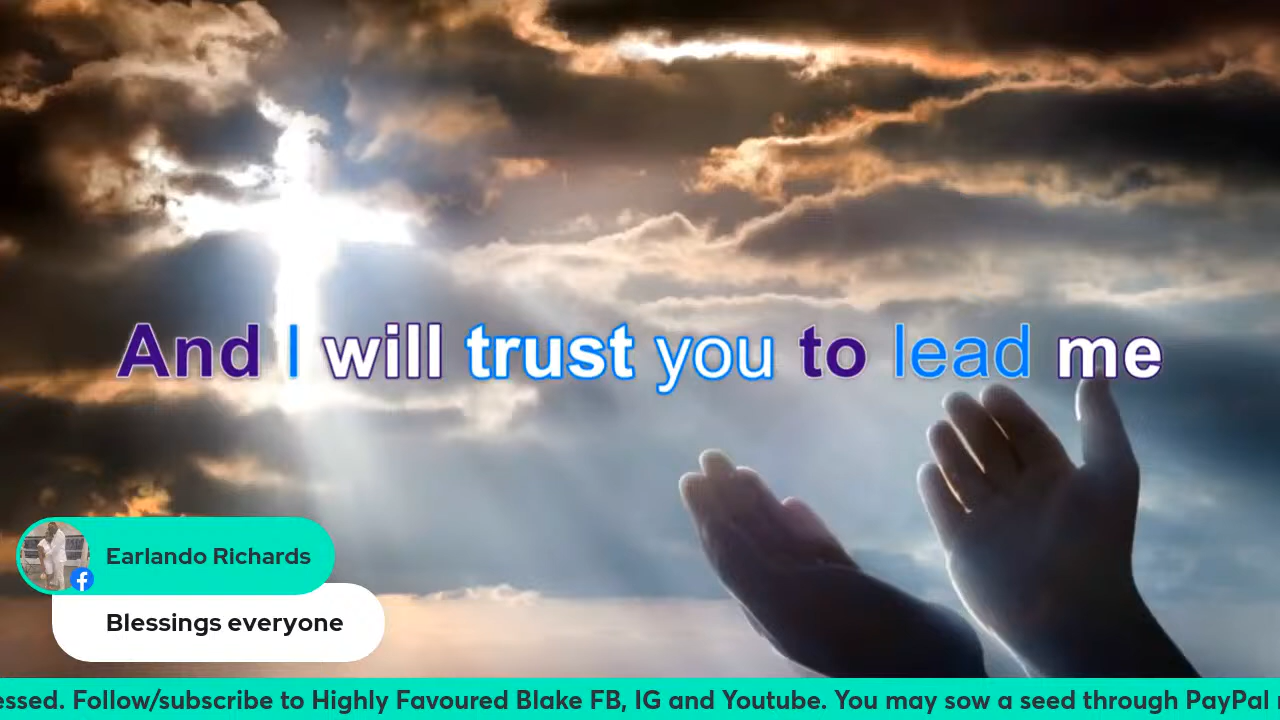 And I will trust you to lead me
Earlando Richards
Blessings everyone
essed. Follow/subscribe to Highly Favoured Blake FB, IG and Youtube. You may sow a seed through PayPal